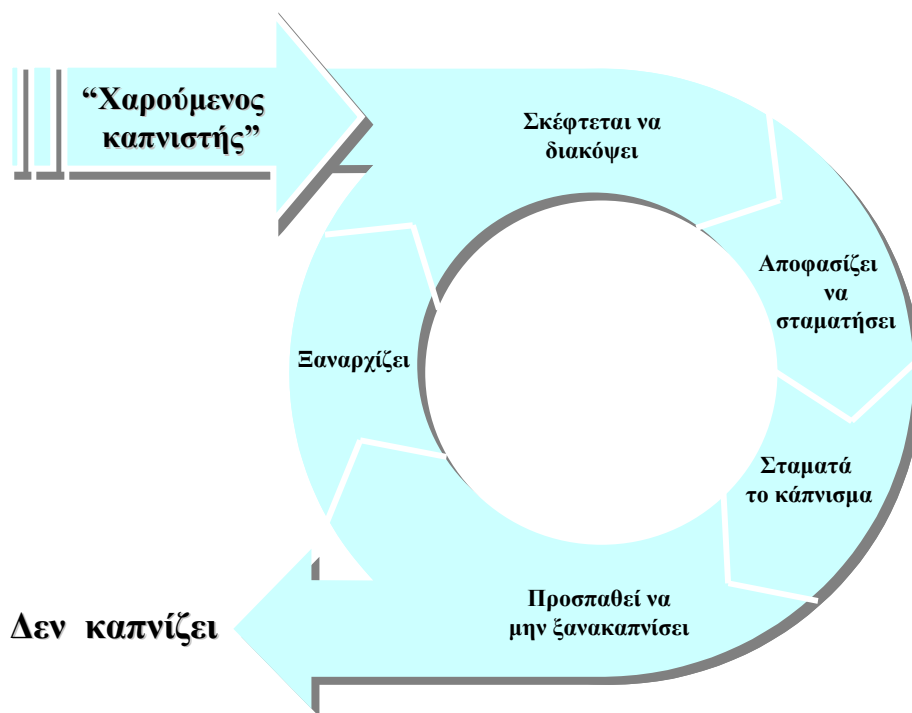 “Χαρούμενος
καπνιστής”
Σκέφτεται να
διακόψει
Αποφασίζει
να
σταματήσει
Σταματά
το κάπνισμα
Προσπαθεί να
μην ξανακαπνίσει
Ξαναρχίζει
Δεν καπνίζει